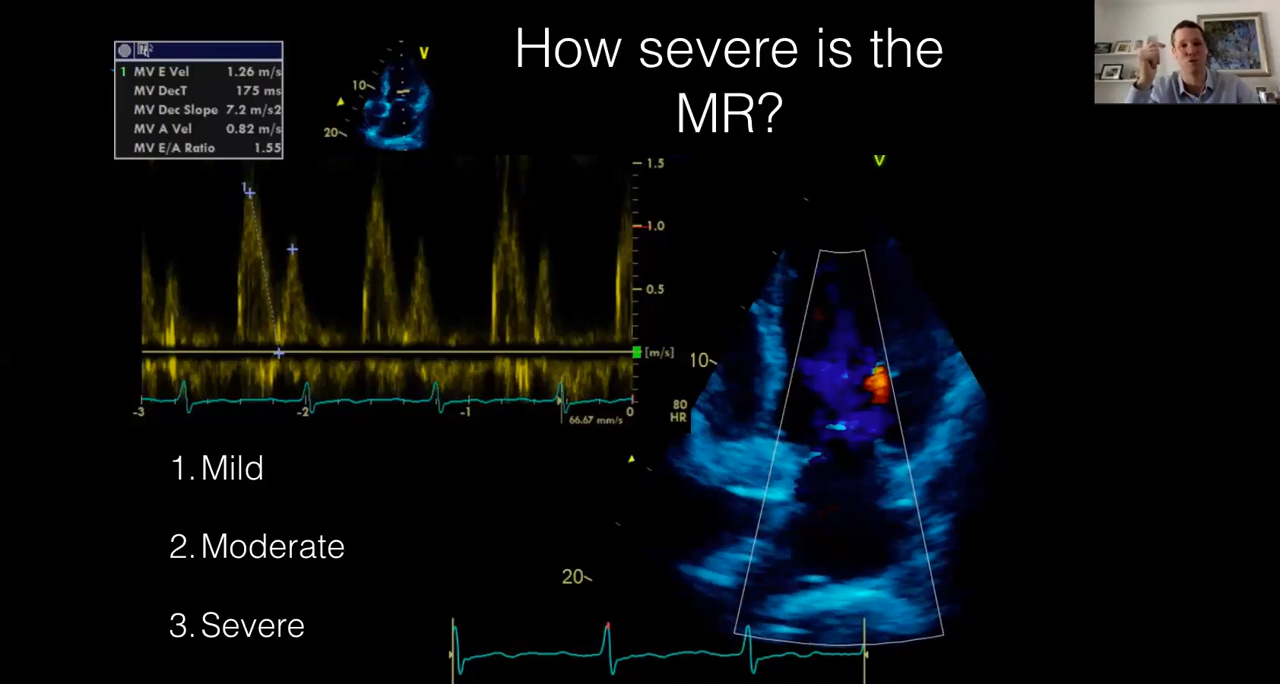 How severe is the
MR?
1 MV E Vel 1.26 m/s
MV DecT 175 ms
MV Dec Slope 7.2 m/s2
MV A Vel 0.82 m/s
MV E/A Ratio 1.55
V
10
20
1
1.5
1.0
0.5
[m/s]
-3
-2
-1
0
66.67 mm/s
V
10
80
HR
20
1. Mild
2. Moderate
3. Severe